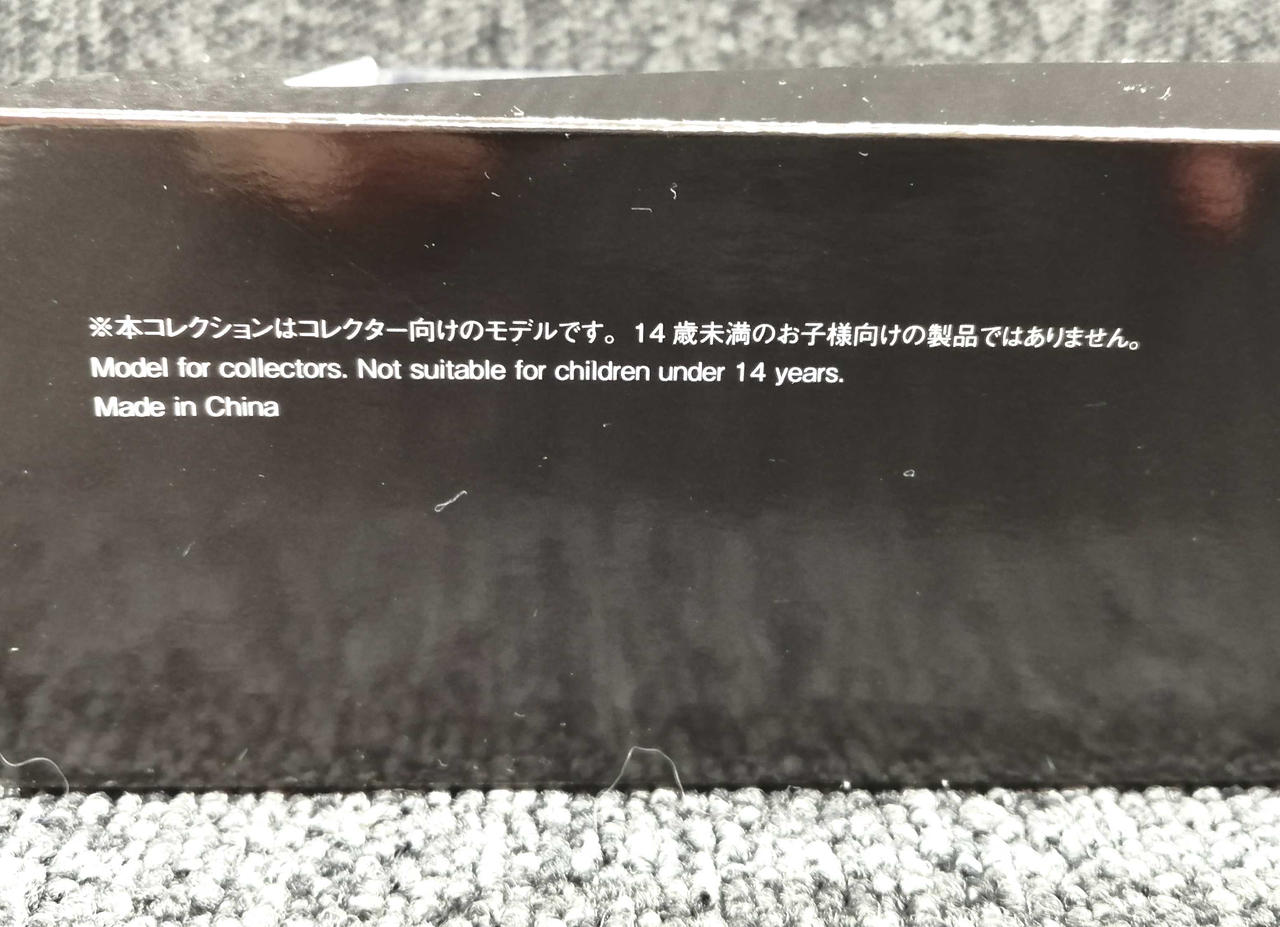 ※本コレクションはコレクター向けのモデルです。14歳未満のお子様向けの製品ではありません。
Model for collectors. Not suitable for children under 14 years.
Made in China